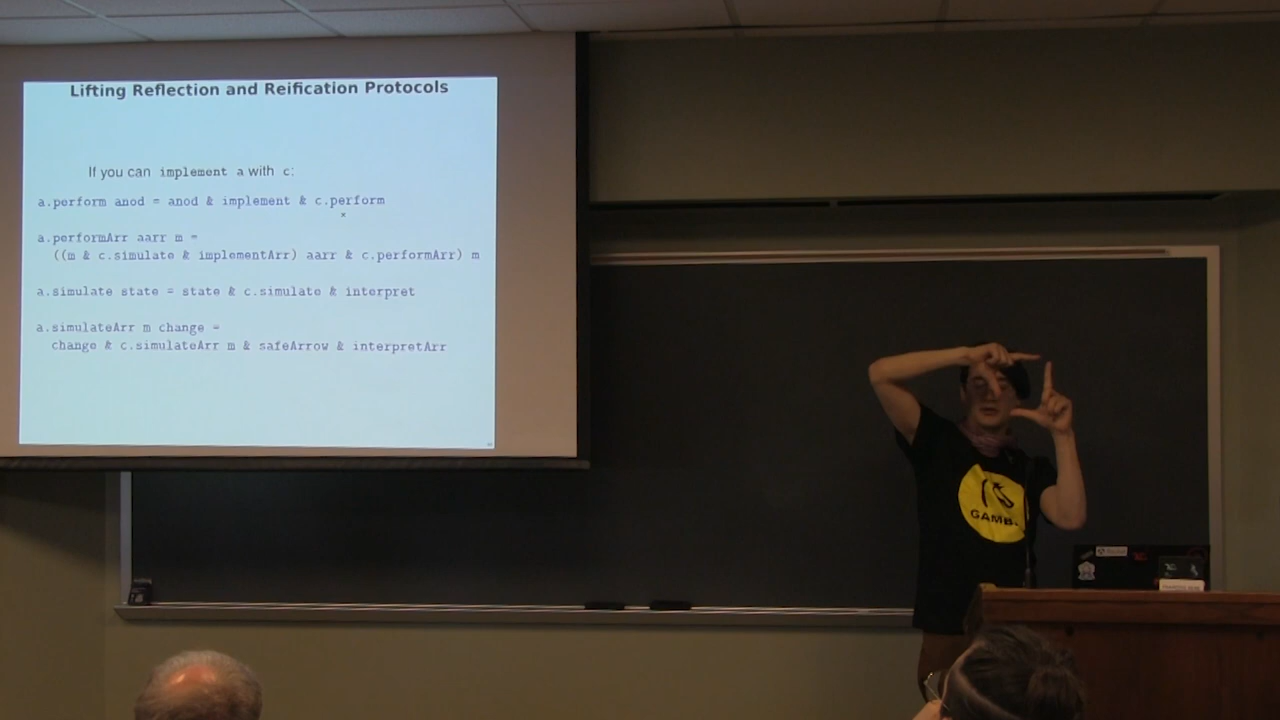 Lifting Reflection and Reification Protocols
If you can implement a with c:
a.perform anod = anod & implement & c.perform
a.performArr aarr m =
((m & c.simulate & implementArr) aarr & c.performArr) m
a.simulate state = state & c.simulate & interpret
a.simulateArr m change =
change & c.simulateArr m & safeArrow & interpretArr